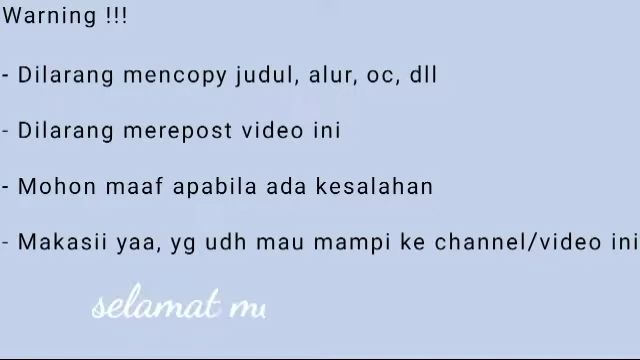 Warning !!!
- Dilarang mencopy judul, alur, oc, dll
- Dilarang merepost video ini
- Mohon maaf apabila ada kesalahan
- Makasii yaa, yg udh mau mampi ke channel/video ini
selamat